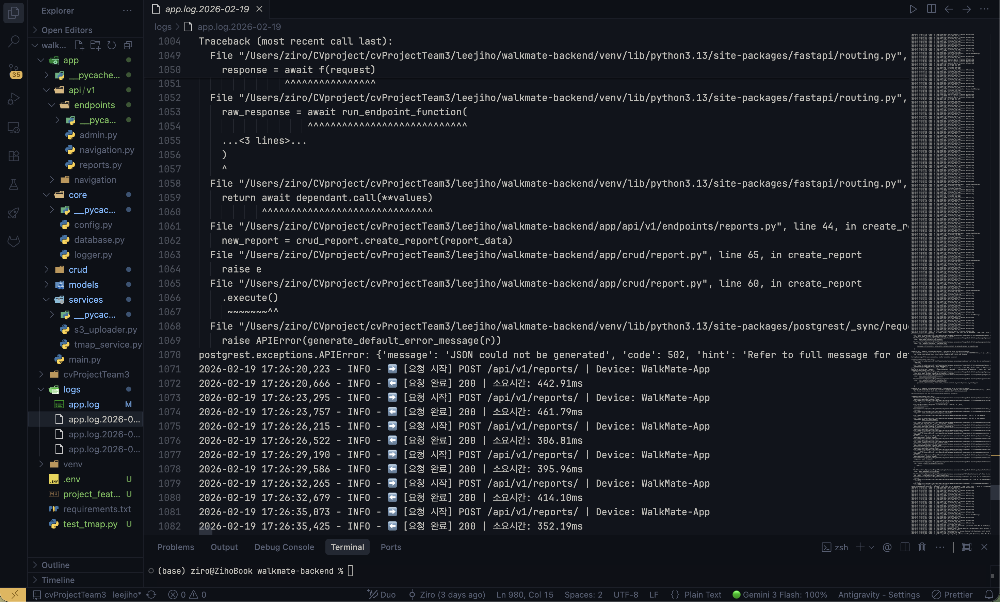 Explorer
Open Editors
walk...
app
__pycache...
api/v1
endpoints
__pyca...
admin.py
navigation.py
reports.py
navigation
core
__pycac...
config.py
database.py
logger.py
crud
models
services
__pycac...
s3_uploader.py
tmap_service.py
main.py
cvProjectTeam3
logs
app.log M
app.log.2026-0...
app.log.2026-0...
app.log.2026-0...
venv
.env U
project_feat... U
requirements.txt
test_tmap.py U
Outline
Timeline
35
app.log.2026-02-19
logs > app.log.2026-02-19
1004 Traceback (most recent call last):
1049 File "/Users/ziro/CVproject/cvProjectTeam3/leejiho/walkmate-backend/venv/lib/python3.13/site-packages/fastapi/routing.py",
1050 response = await f(request)
1051 ^^^^^^^^^^^^^^^^
1052 File "/Users/ziro/CVproject/cvProjectTeam3/leejiho/walkmate-backend/venv/lib/python3.13/site-packages/fastapi/routing.py",
1053 raw_response = await run_endpoint_function(
1054 ^^^^^^^^^^^^^^^^^^^^^^^^^^^^
1055 ...<3 lines>...
1056 )
1057 ^
1058 File "/Users/ziro/CVproject/cvProjectTeam3/leejiho/walkmate-backend/venv/lib/python3.13/site-packages/fastapi/routing.py",
1059 return await dependant.call(**values)
1060 ^^^^^^^^^^^^^^^^^^^^^^^^^^^^^^
1061 File "/Users/ziro/CVproject/cvProjectTeam3/leejiho/walkmate-backend/app/api/v1/endpoints/reports.py", line 44, in create_r
1062 new_report = crud_report.create_report(report_data)
1063 File "/Users/ziro/CVproject/cvProjectTeam3/leejiho/walkmate-backend/app/crud/report.py", line 65, in create_report
1064 raise e
1065 File "/Users/ziro/CVproject/cvProjectTeam3/leejiho/walkmate-backend/app/crud/report.py", line 60, in create_report
1066 .execute()
1067 ~~~~~~~^^
1068 File "/Users/ziro/CVproject/cvProjectTeam3/leejiho/walkmate-backend/venv/lib/python3.13/site-packages/postgrest/_sync/requ
1069 raise APIError(generate_default_error_message(r))
1070 postgrest.exceptions.APIError: {'message': 'JSON could not be generated', 'code': 502, 'hint': 'Refer to full message for de
1071 2026-02-19 17:26:20,223 - INFO - ➡️ [요청 시작] POST /api/v1/reports/ | Device: WalkMate-App
1072 2026-02-19 17:26:20,666 - INFO - ⬅️ [요청 완료] 200 | 소요시간: 442.91ms
1073 2026-02-19 17:26:23,295 - INFO - ➡️ [요청 시작] POST /api/v1/reports/ | Device: WalkMate-App
1074 2026-02-19 17:26:23,757 - INFO - ⬅️ [요청 완료] 200 | 소요시간: 461.79ms
1075 2026-02-19 17:26:26,215 - INFO - ➡️ [요청 시작] POST /api/v1/reports/ | Device: WalkMate-App
1076 2026-02-19 17:26:26,522 - INFO - ⬅️ [요청 완료] 200 | 소요시간: 306.81ms
1077 2026-02-19 17:26:29,190 - INFO - ➡️ [요청 시작] POST /api/v1/reports/ | Device: WalkMate-App
1078 2026-02-19 17:26:29,586 - INFO - ⬅️ [요청 완료] 200 | 소요시간: 395.96ms
1079 2026-02-19 17:26:32,265 - INFO - ➡️ [요청 시작] POST /api/v1/reports/ | Device: WalkMate-App
1080 2026-02-19 17:26:32,679 - INFO - ⬅️ [요청 완료] 200 | 소요시간: 414.10ms
1081 2026-02-19 17:26:35,073 - INFO - ➡️ [요청 시작] POST /api/v1/reports/ | Device: WalkMate-App
1082 2026-02-19 17:26:35,425 - INFO - ⬅️ [요청 완료] 200 | 소요시간: 352.19ms
Problems Output Debug Console Terminal Ports zsh
(base) ziro@ZihoBook walkmate-backend %
cvProjectTeam3 leejiho* 0 0 Duo Ziro (3 days ago) Ln 980, Col 15 Spaces: 2 UTF-8 LF {} Plain Text Gemini 3 Flash: 100% Antigravity - Settings Prettier